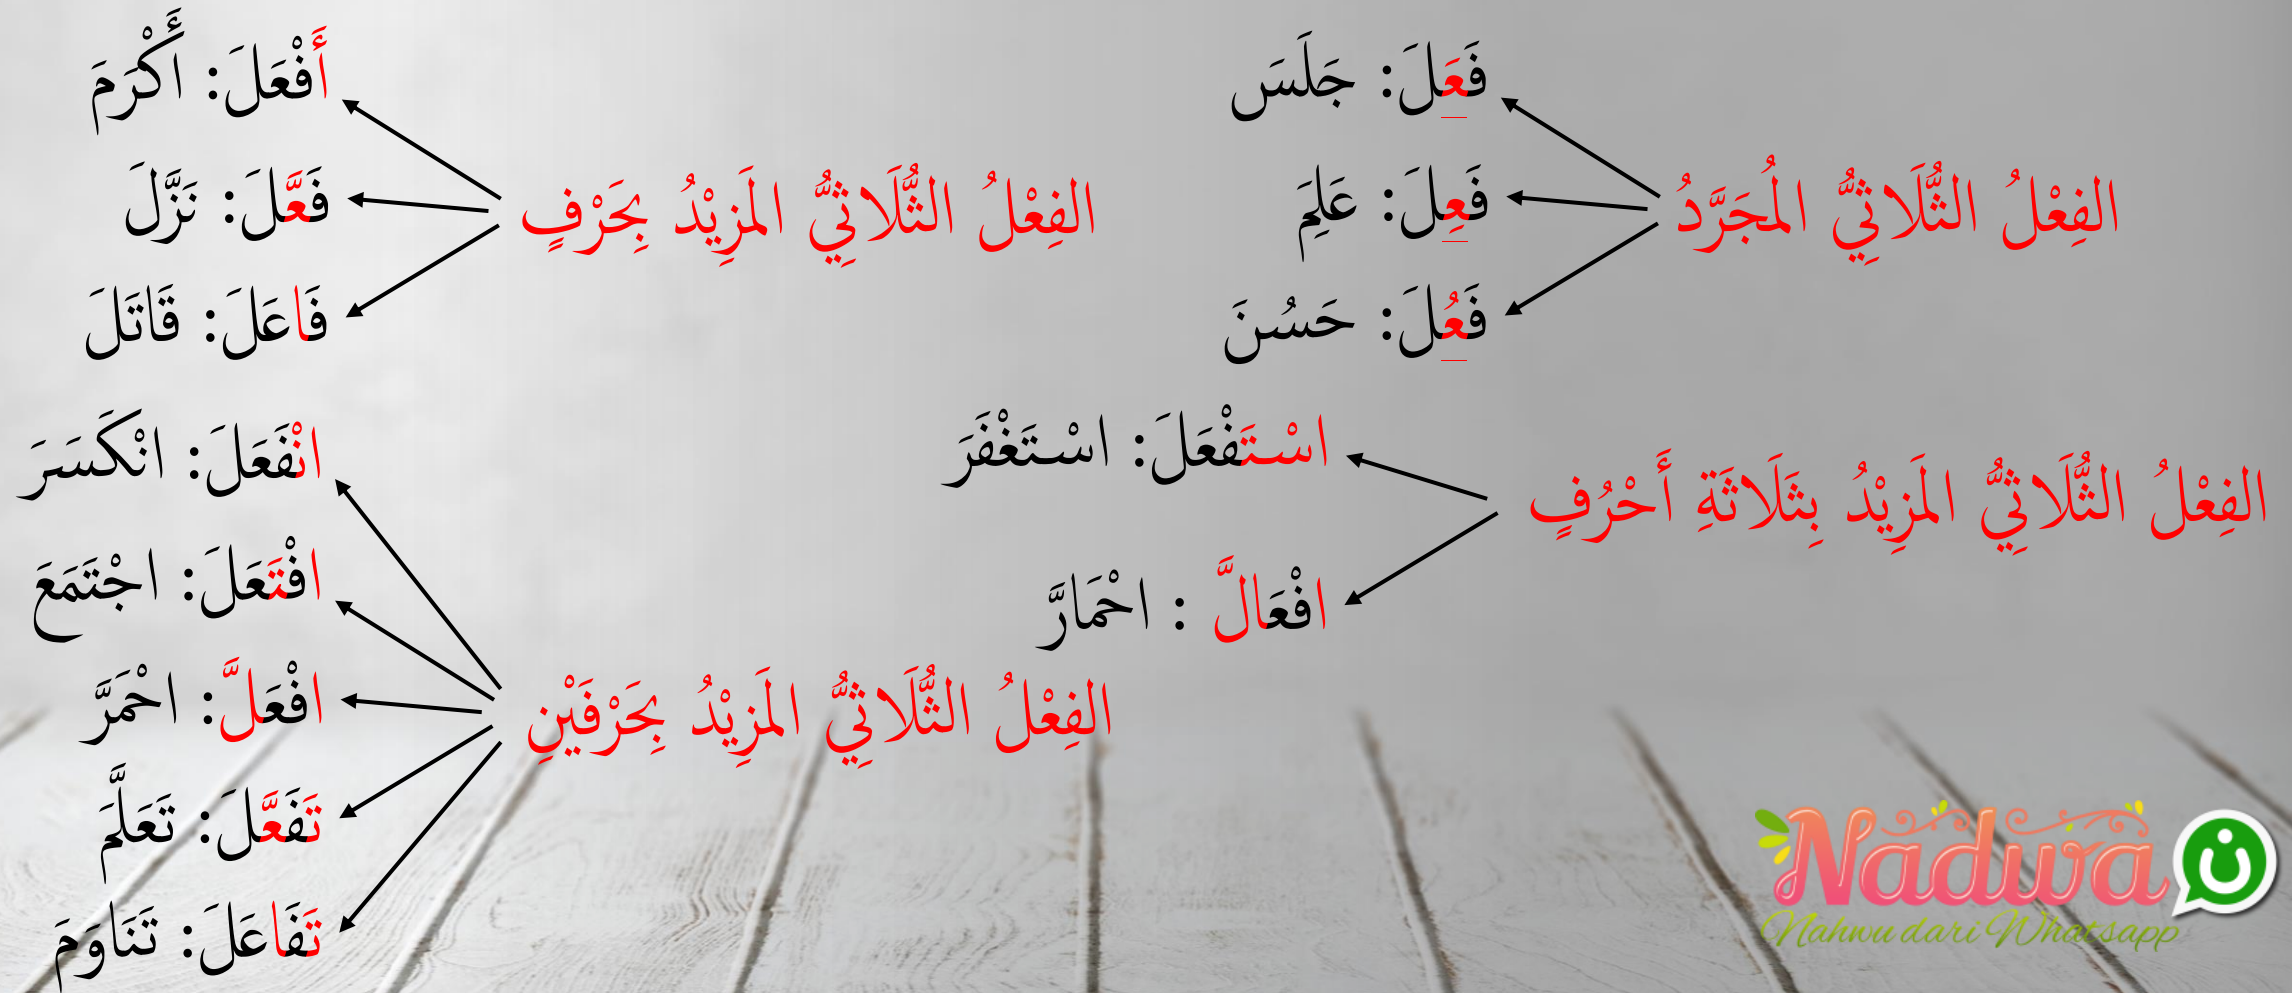 الفِعْلُ الثُّلَاثِيُّ المُجَرَّدُ
فَعَلَ: جَلَسَ
فَعِلَ: عَلِمَ
فَعُلَ: حَسُنَ
الفِعْلُ الثُّلَاثِيُّ المَزِيْدُ بِحَرْفٍ
أَفْعَلَ: أَكْرَمَ
فَعَّلَ: نَزَّلَ
فَاعَلَ: قَاتَلَ
الفِعْلُ الثُّلَاثِيُّ المَزِيْدُ بِثَلَاثَةِ أَحْرُفٍ
اسْتَفْعَلَ: اسْتَغْفَرَ
افْعَالَّ : احْمَارَّ
الفِعْلُ الثُّلَاثِيُّ المَزِيْدُ بِحَرْفَيْنِ
انْفَعَلَ: انْكَسَرَ
افْتَعَلَ: اجْتَمَعَ
افْعَلَّ: احْمَرَّ
تَفَعَّلَ: تَعَلَّمَ
تَفَاعَلَ: تَنَاوَمَ
Nadwa
Nahwu dari Whatsapp